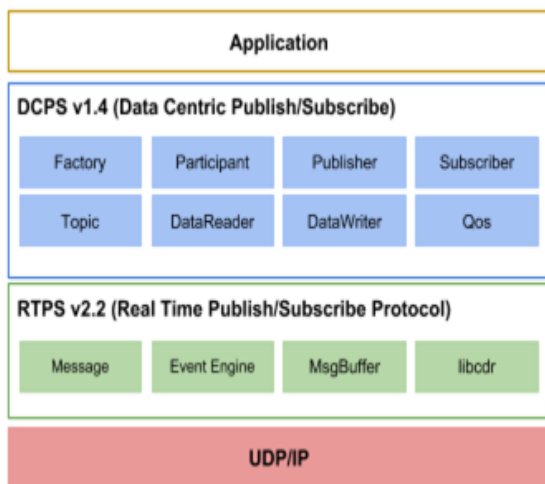 Application
DCPS v1.4 (Data Centric Publish/Subscribe)
Factory Participant Publisher Subscriber
Topic DataReader DataWriter Qos
RTPS v2.2 (Real Time Publish/Subscribe Protocol)
Message Event Engine MsgBuffer libcdr
UDP/IP